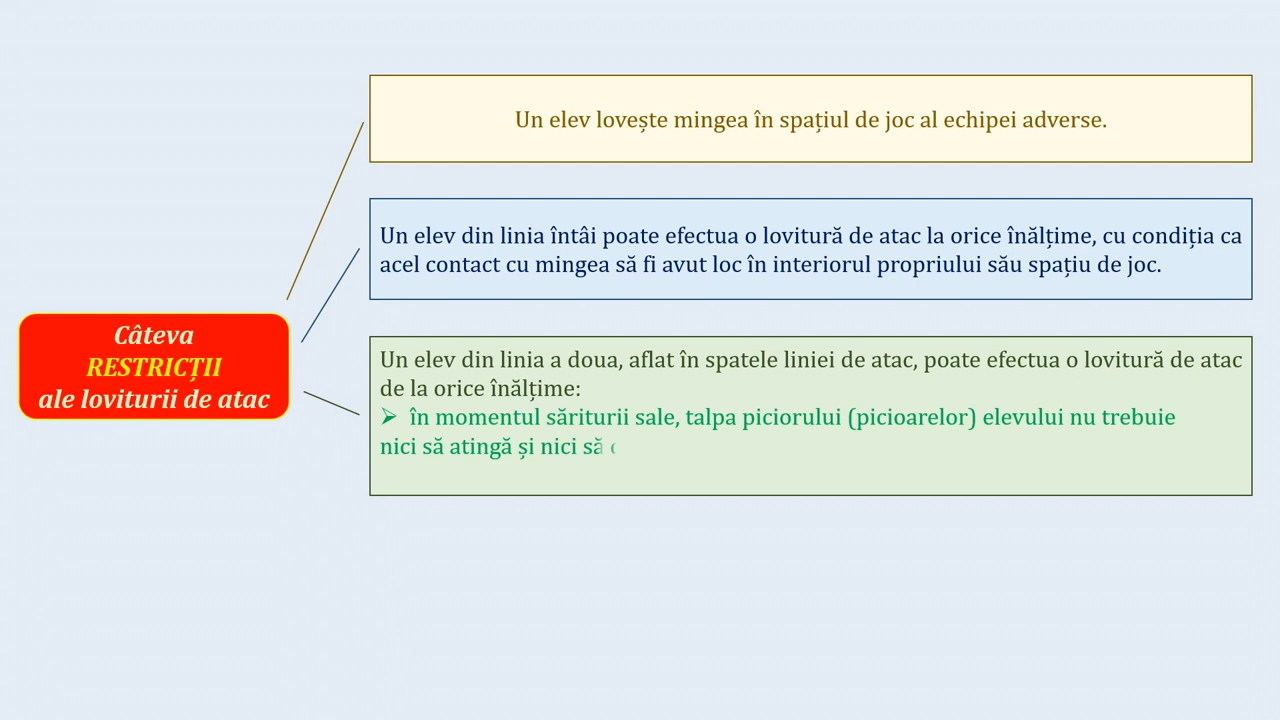 Un elev lovește mingea în spațiul de joc al echipei adverse.
Un elev din linia întâi poate efectua o lovitură de atac la orice înălțime, cu condiția ca
acel contact cu mingea să fi avut loc în interiorul propriului său spațiu de joc.
Câteva
RESTRICȚII
ale loviturii de atac
Un elev din linia a doua, aflat în spatele liniei de atac, poate efectua o lovitură de atac
de la orice înălțime:
➢ în momentul săriturii sale, talpa piciorului (picioarelor) elevului nu trebuie
nici să atingă și nici să